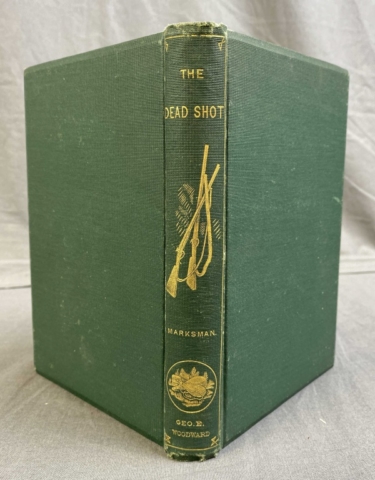 THE
DEAD SHOT
MARKSMAN.
GEO. E.
WOODWARD